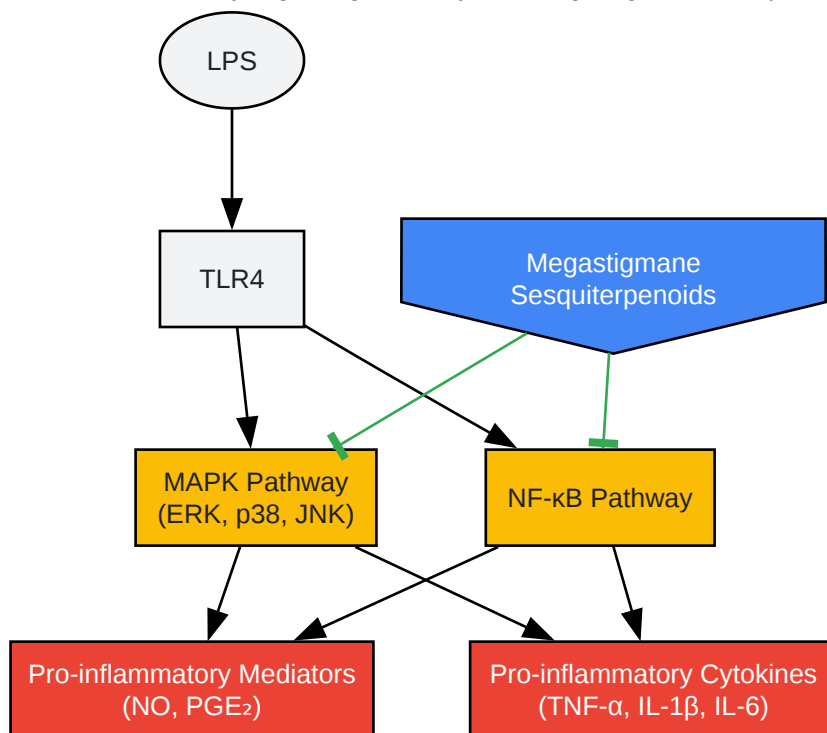 LPS
TLR4
Megastigmane
Sesquiterpenoids
MAPK Pathway
(ERK, p38, JNK)
NF-κB Pathway
Pro-inflammatory Mediators
(NO, PGE₂)
Pro-inflammatory Cytokines
(TNF-α, IL-1β, IL-6)